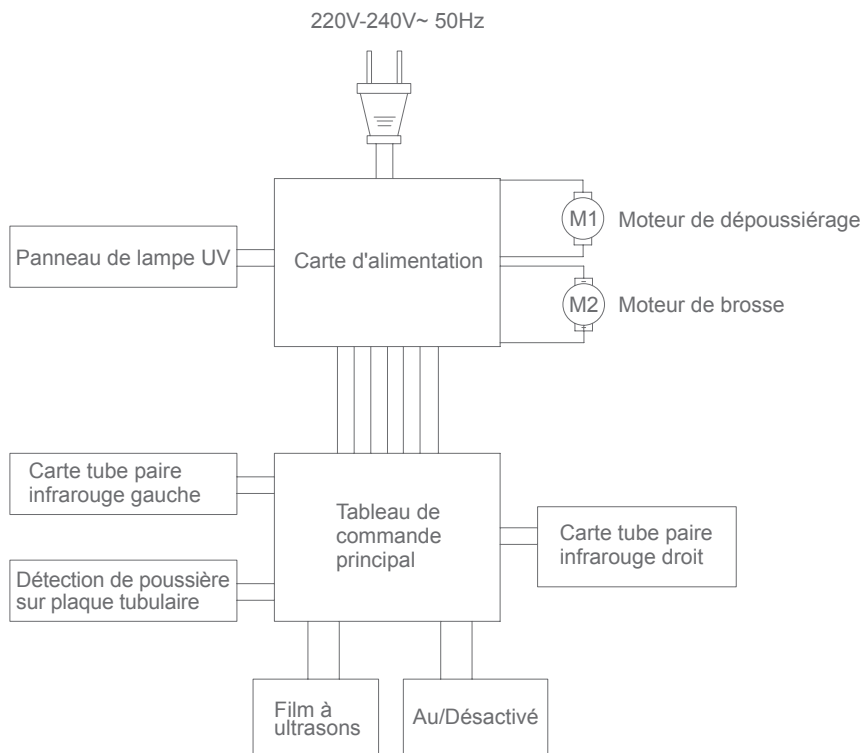 220V-240V~ 50Hz
M1
Moteur de dépoussiérage
Panneau de lampe UV
Carte d'alimentation
M2
Moteur de brosse
Carte tube paire
infrarouge gauche
Tableau de
commande
principal
Carte tube paire
infrarouge droit
Détection de poussière
sur plaque tubulaire
Film à
ultrasons
Au/Désactivé